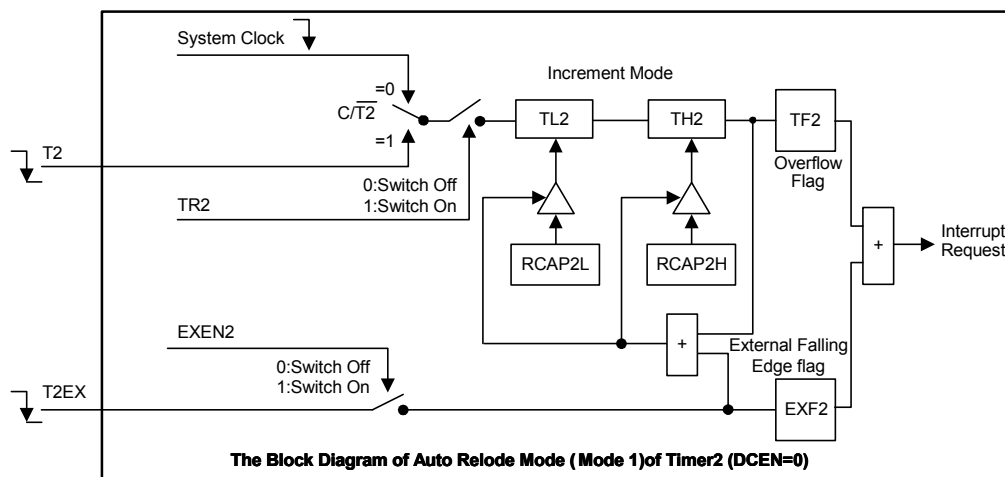 System Clock
Increment Mode
=0
C/T2
=1
TL2
TH2
TF2
T2
Overflow
Flag
0:Switch Off
1:Switch On
TR2
RCAP2L
RCAP2H
+
Interrupt
Request
EXEN2
+
External Falling
Edge flag
0:Switch Off
1:Switch On
T2EX
EXF2
The Block Diagram of Auto Relode Mode ( Mode 1)of Timer2 (DCEN=0)